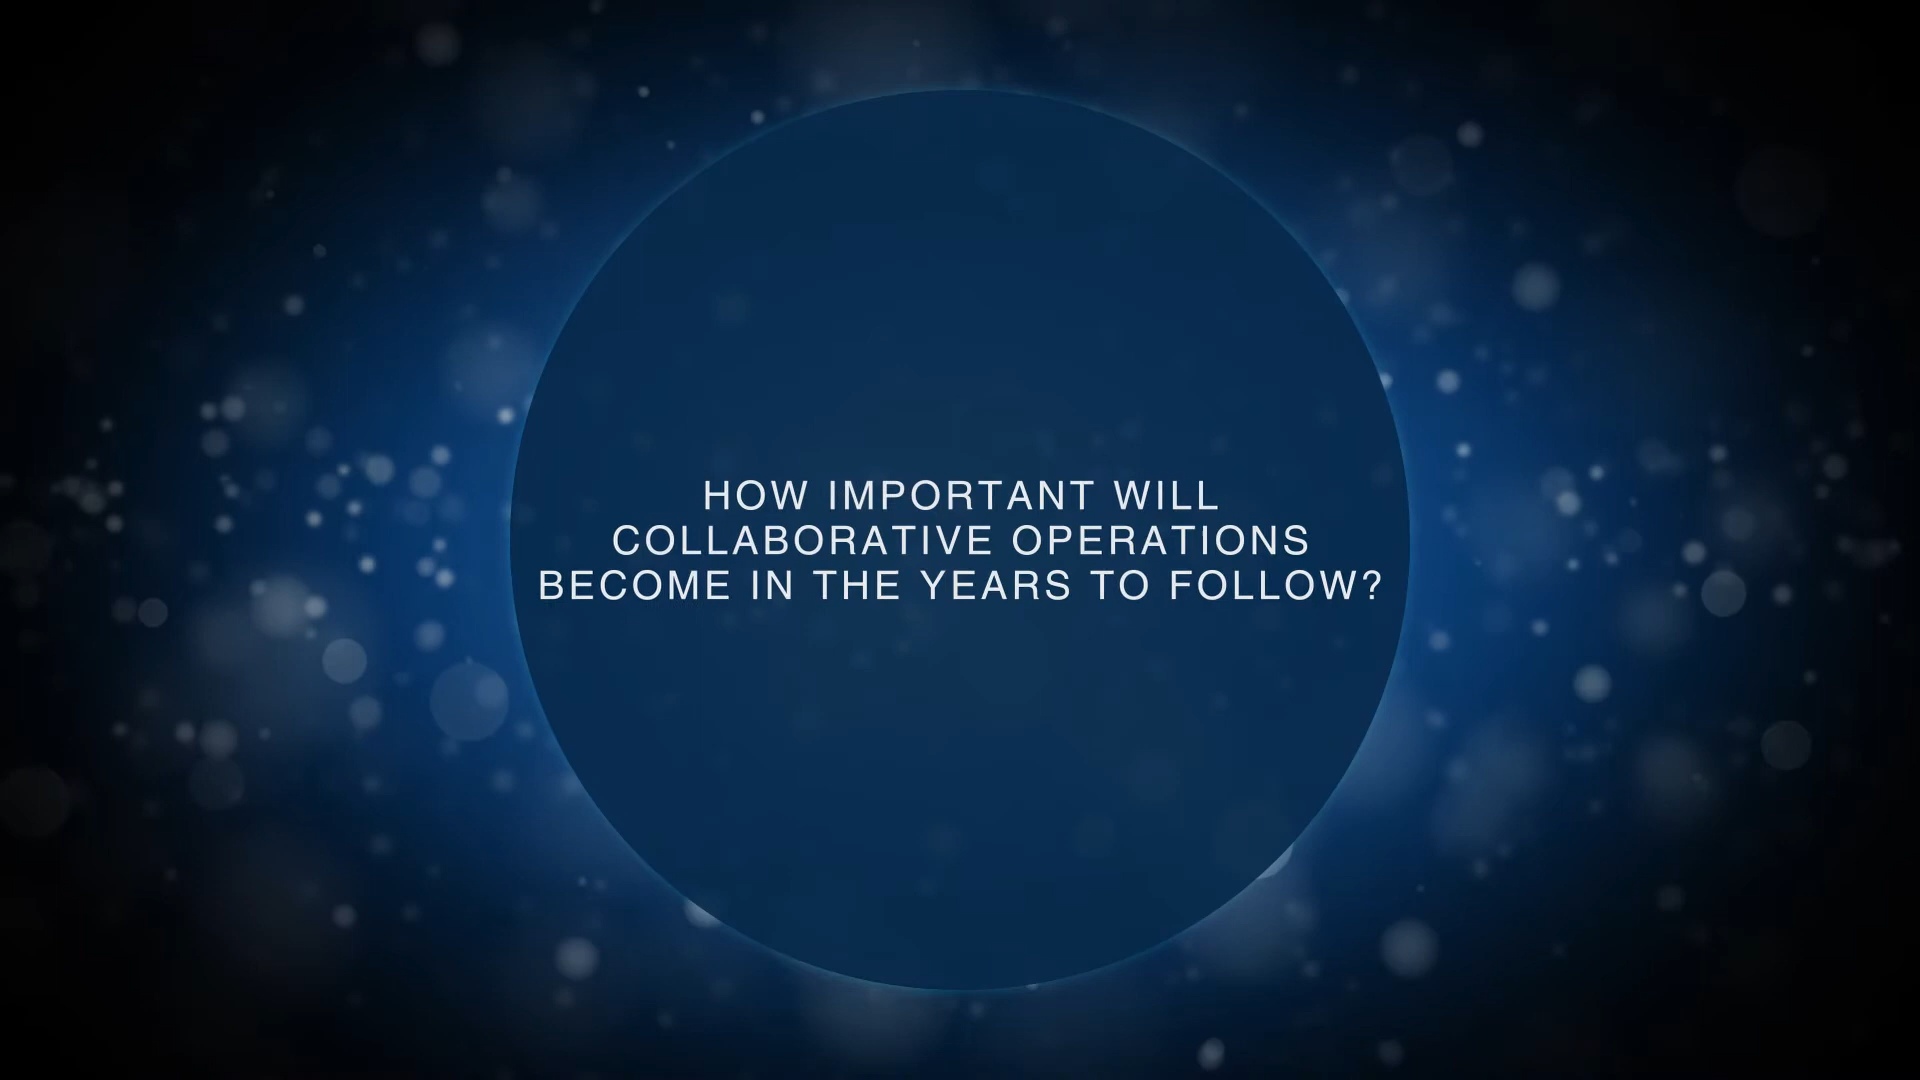 HOW IMPORTANT WILL
COLLABORATIVE OPERATIONS
BECOME IN THE YEARS TO FOLLOW?